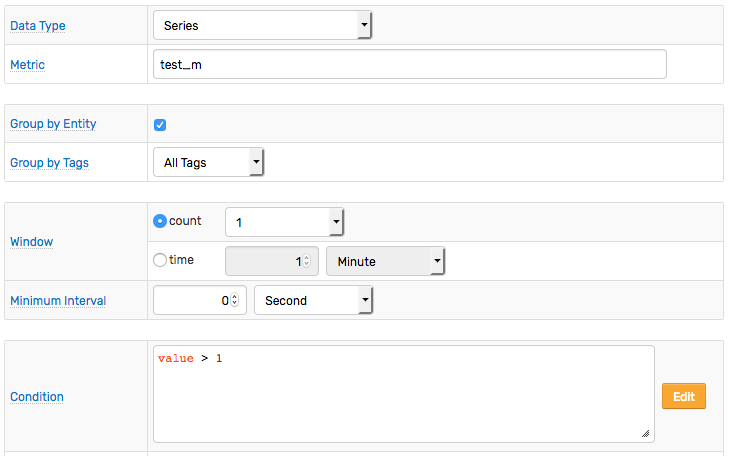 Data Type Series
Metric test_m
Group by Entity
Group by Tags All Tags
Window count 1
time 1 Minute
Minimum Interval 0 Second
Condition value > 1
Edit